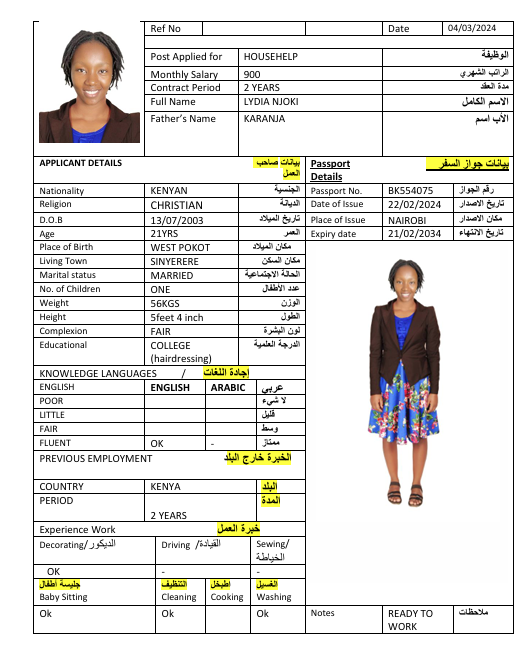 Ref No Date 04/03/2024
Post Applied for HOUSEHELP الوظيفة
Monthly Salary 900 الراتب الشهري
Contract Period 2 YEARS مدة العقد
Full Name LYDIA NJOKI الاسم الكامل
Father's Name KARANJA الأب اسم
APPLICANT DETAILS بيانات صاحب العمل
Passport Details بيانات جواز السفر
Nationality KENYAN الجنسية
Passport No. BK554075 رقم الجواز
Religion CHRISTIAN الديانة
Date of Issue 22/02/2024 تاريخ الاصدار
D.O.B 13/07/2003 تاريخ الميلاد
Place of Issue NAIROBI مكان الاصدار
Age 21YRS العمر
Expiry date 21/02/2034 تاريخ الانتهاء
Place of Birth WEST POKOT مكان الميلاد
Living Town SINYERERE مكان السكن
Marital status MARRIED الحالة الاجتماعية
No. of Children ONE عدد الأطفال
Weight 56KGS الوزن
Height 5feet 4 inch الطول
Complexion FAIR لون البشرة
Educational COLLEGE الدرجة العلمية
(hairdressing)
KNOWLEDGE LANGUAGES / إجادة اللغات
ENGLISH ENGLISH ARABIC عربي
POOR لا شيء
LITTLE قليل
FAIR وسط
FLUENT OK - ممتاز
PREVIOUS EMPLOYMENT الخبرة خارج البلد
COUNTRY KENYA البلد
PERIOD المدة
2 YEARS
Experience Work خبرة العمل
Decorating/الديكور Driving /القيادة Sewing/
الخياطة
OK - -
جليسة أطفال التنظيف اطبخل الغسيل
Baby Sitting Cleaning Cooking Washing
Ok Ok Ok Ok
Notes READY TO ملاحظات
WORK